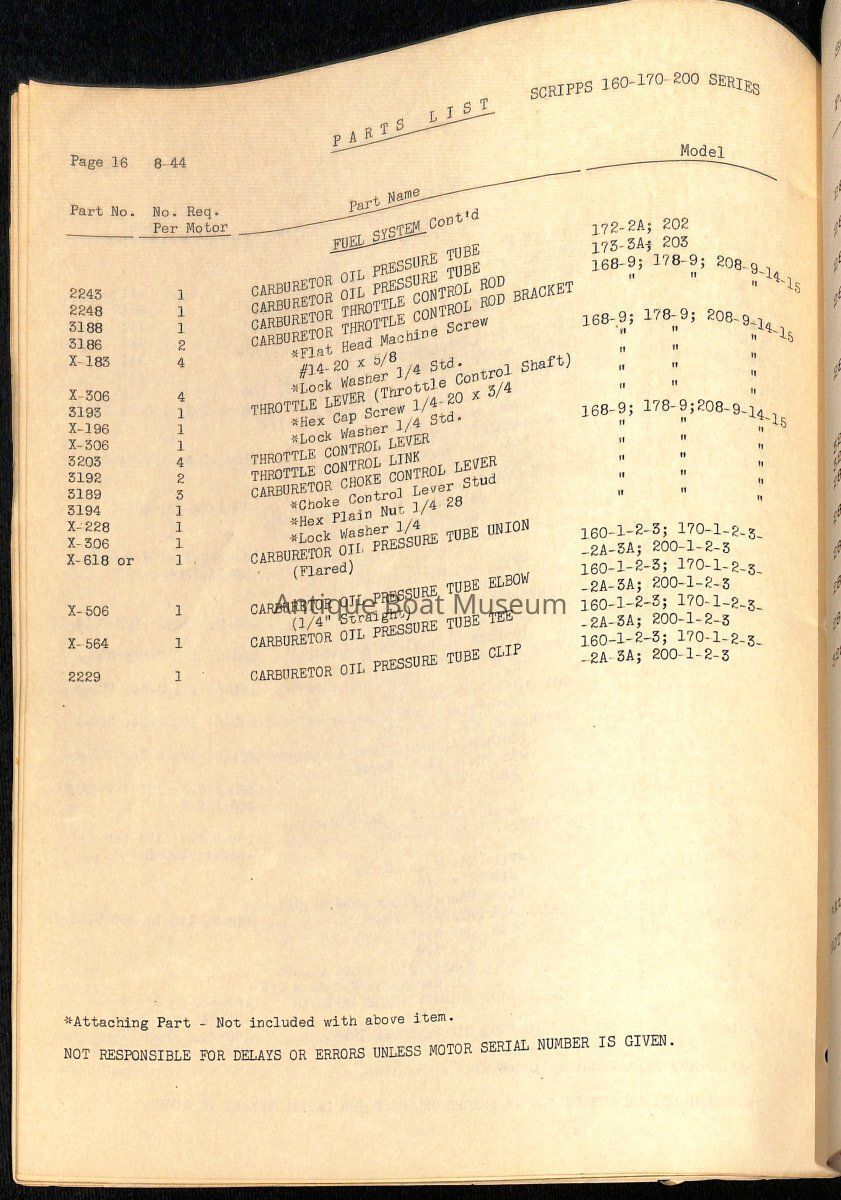 SCRIPPS 160-170-200 SERIES
PARTS LIST
Page 16 8-44
Model
Part No. No. Req. Per Motor Part Name
FUEL SYSTEM Cont'd
2243 1 CARBURETOR OIL PRESSURE TUBE 172-2A; 202
2248 1 CARBURETOR OIL PRESSURE TUBE 173-3A; 203
3188 1 CARBURETOR THROTTLE CONTROL ROD 168-9; 178-9; 208-9-14-15
3186 2 CARBURETOR THROTTLE CONTROL ROD BRACKET " " "
X-183 4 *Flat Head Machine Screw
#14-20 x 5/8 168-9; 178-9; 208-9-14-15
X-306 4 *Lock Washer 1/4 Std. " " "
3193 1 THROTTLE LEVER (Throttle Control Shaft) " " "
X-196 1 *Hex Cap Screw 1/4-20 x 3/4 " " "
X-306 1 *Lock Washer 1/4 Std. " " "
3203 4 THROTTLE CONTROL LEVER 168-9; 178-9;208-9-14-15
3192 2 THROTTLE CONTROL LINK " " "
3189 3 CARBURETOR CHOKE CONTROL LEVER " " "
3194 1 *Choke Control Lever Stud " " "
X-228 1 *Hex Plain Nut 1/4 28 " " "
X-306 1 *Lock Washer 1/4 " " "
X-618 or 1 CARBURETOR OIL PRESSURE TUBE UNION 160-1-2-3; 170-1-2-3-
(Flared) -2A-3A; 200-1-2-3
160-1-2-3; 170-1-2-3-
X-506 1 CARBURETOR OIL PRESSURE TUBE ELBOW -2A-3A; 200-1-2-3
(1/4" Straight) 160-1-2-3; 170-1-2-3-
X-564 1 CARBURETOR OIL PRESSURE TUBE TEE -2A-3A; 200-1-2-3
160-1-2-3; 170-1-2-3-
2229 1 CARBURETOR OIL PRESSURE TUBE CLIP -2A-3A; 200-1-2-3
Antique Boat Museum
*Attaching Part - Not included with above item.
NOT RESPONSIBLE FOR DELAYS OR ERRORS UNLESS MOTOR SERIAL NUMBER IS GIVEN.